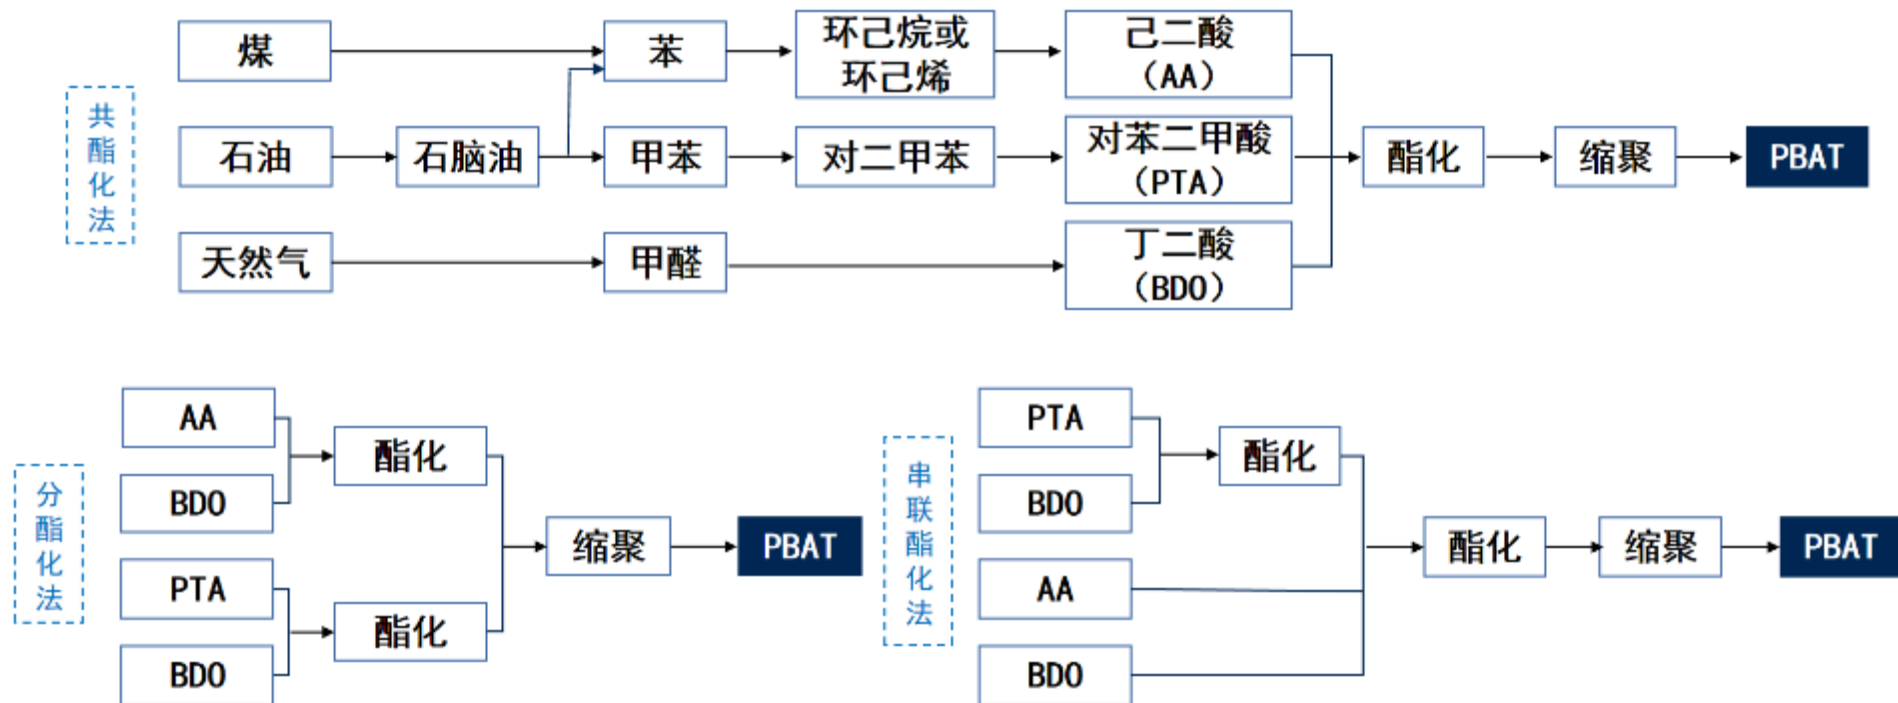 共酯化法
煤
苯
环己烷或
环己烯
己二酸
（AA）
石油
石脑油
甲苯
对二甲苯
对苯二甲酸
（PTA）
酯化
缩聚
PBAT
天然气
甲醛
丁二酸
（BDO）
分酯化法
AA
BDO
酯化
PTA
BDO
酯化
缩聚
PBAT
串联酯化法
PTA
BDO
酯化
AA
BDO
酯化
缩聚
PBAT